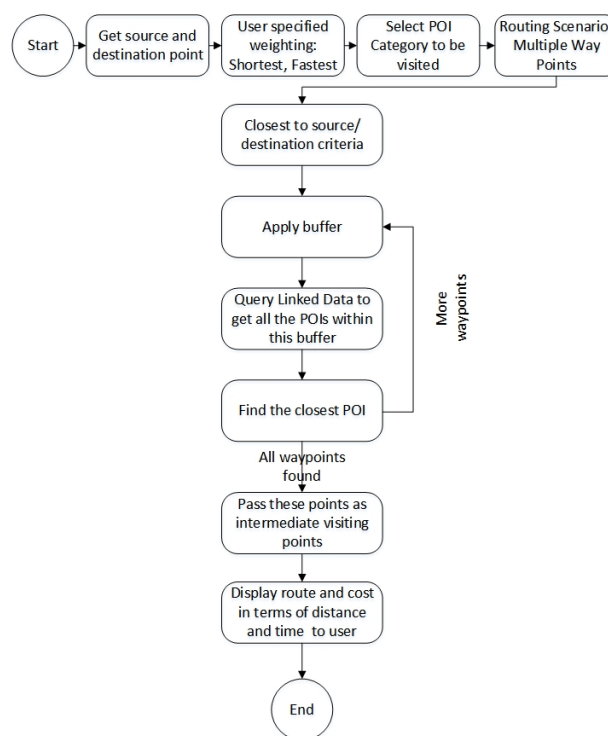 Start
Get source and
destination point
User specified
weighting:
Shortest, Fastest
Select POI
Category to be
visited
Routing Scenario
Multiple Way
Points
Closest to source/
destination criteria
Apply buffer
Query Linked Data to
get all the POIs within
this buffer
More
waypoints
Find the closest POI
All waypoints
found
Pass these points as
intermediate visiting
points
Display route and cost
in terms of distance
and time to user
End